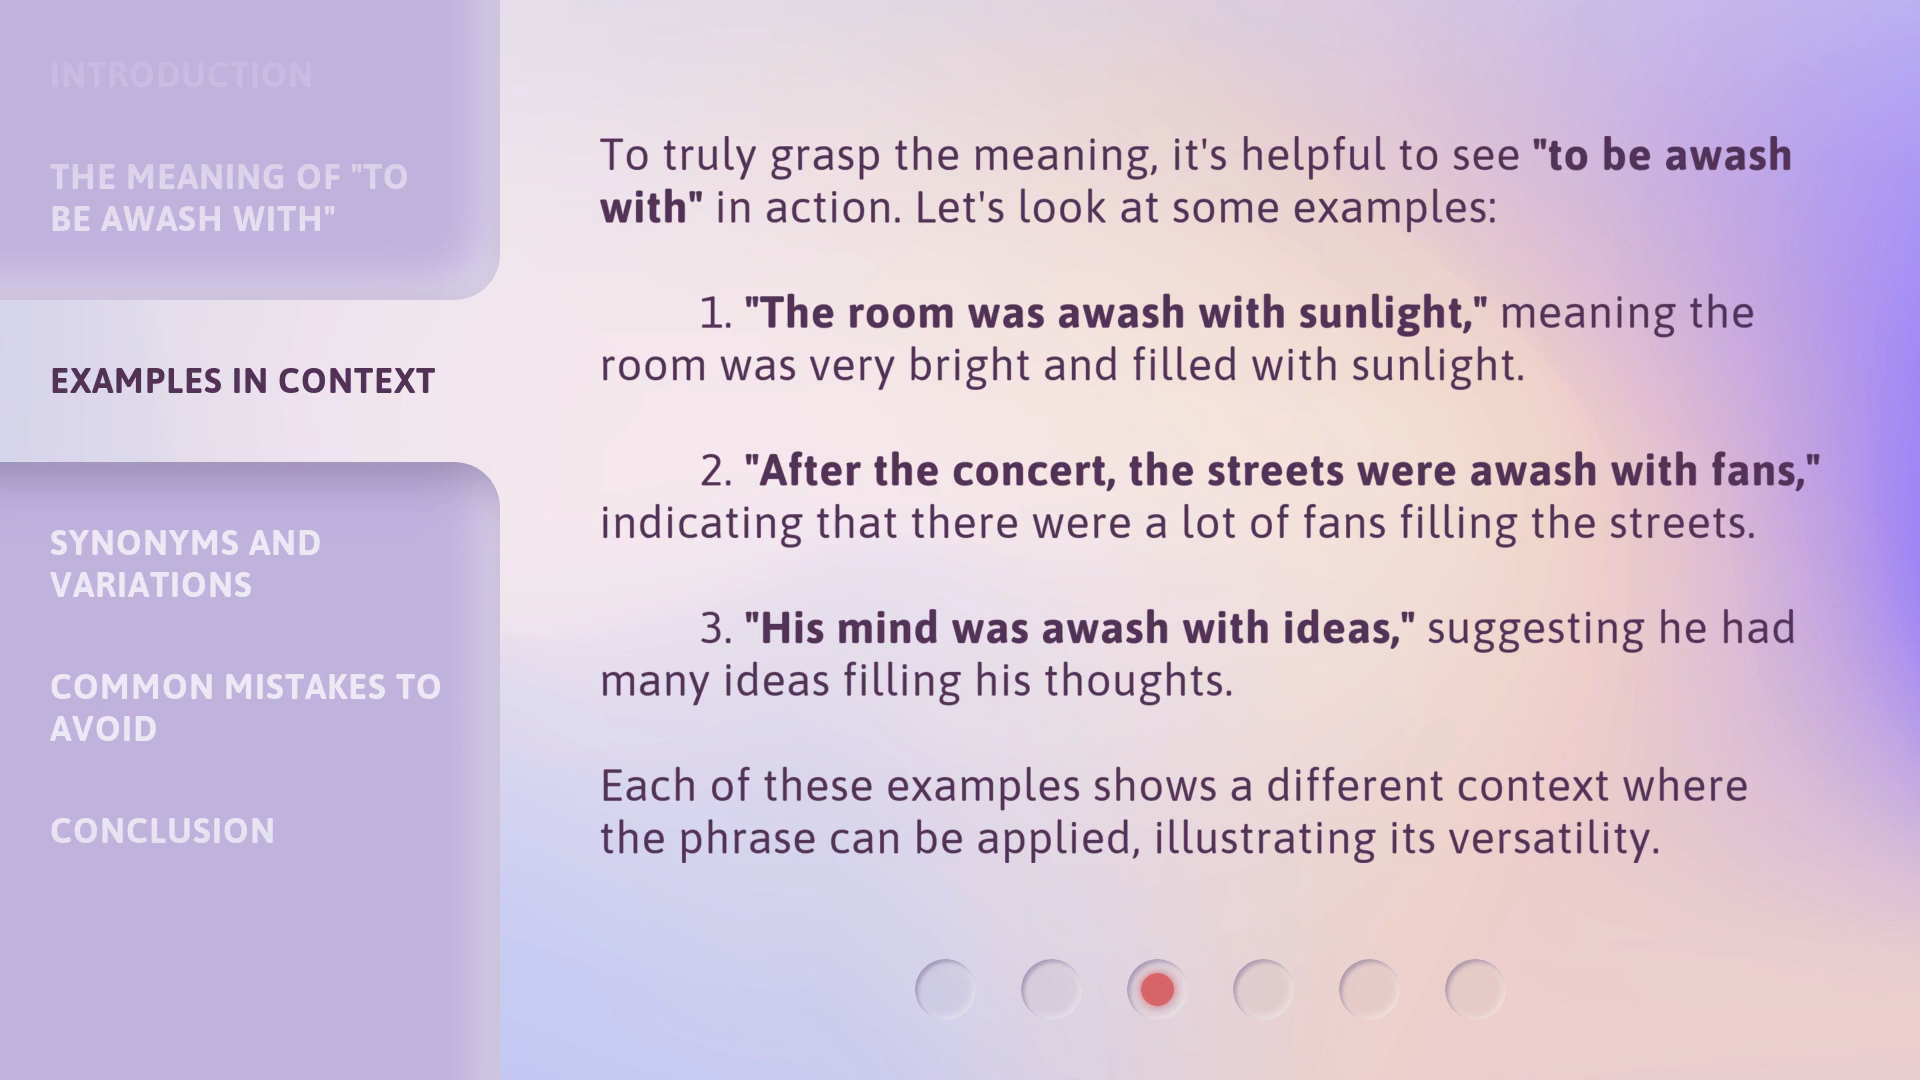 INTRODUCTION
THE MEANING OF "TO
BE AWASH WITH"
EXAMPLES IN CONTEXT
SYNONYMS AND
VARIATIONS
COMMON MISTAKES TO
AVOID
CONCLUSION
To truly grasp the meaning, it's helpful to see "to be awash
with" in action. Let's look at some examples:
1. "The room was awash with sunlight," meaning the
room was very bright and filled with sunlight.
2. "After the concert, the streets were awash with fans,"
indicating that there were a lot of fans filling the streets.
3. "His mind was awash with ideas," suggesting he had
many ideas filling his thoughts.
Each of these examples shows a different context where
the phrase can be applied, illustrating its versatility.